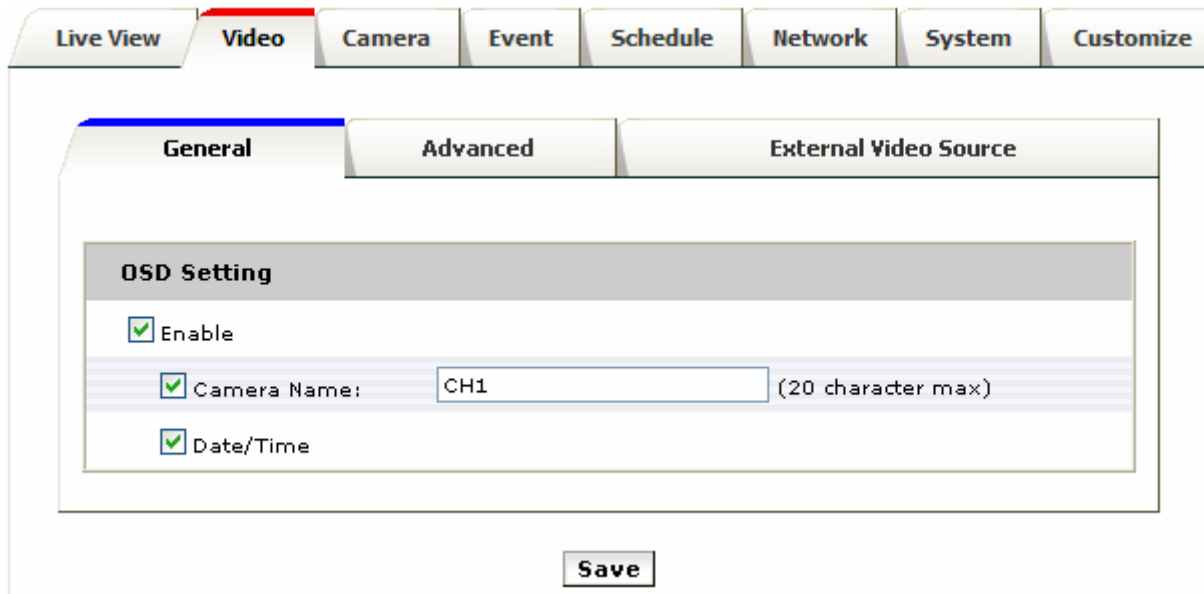 Live View Video Camera Event Schedule Network System Customize
General Advanced External Video Source
OSD Setting
Enable
Camera Name: CH1 (20 character max)
Date/Time
Save